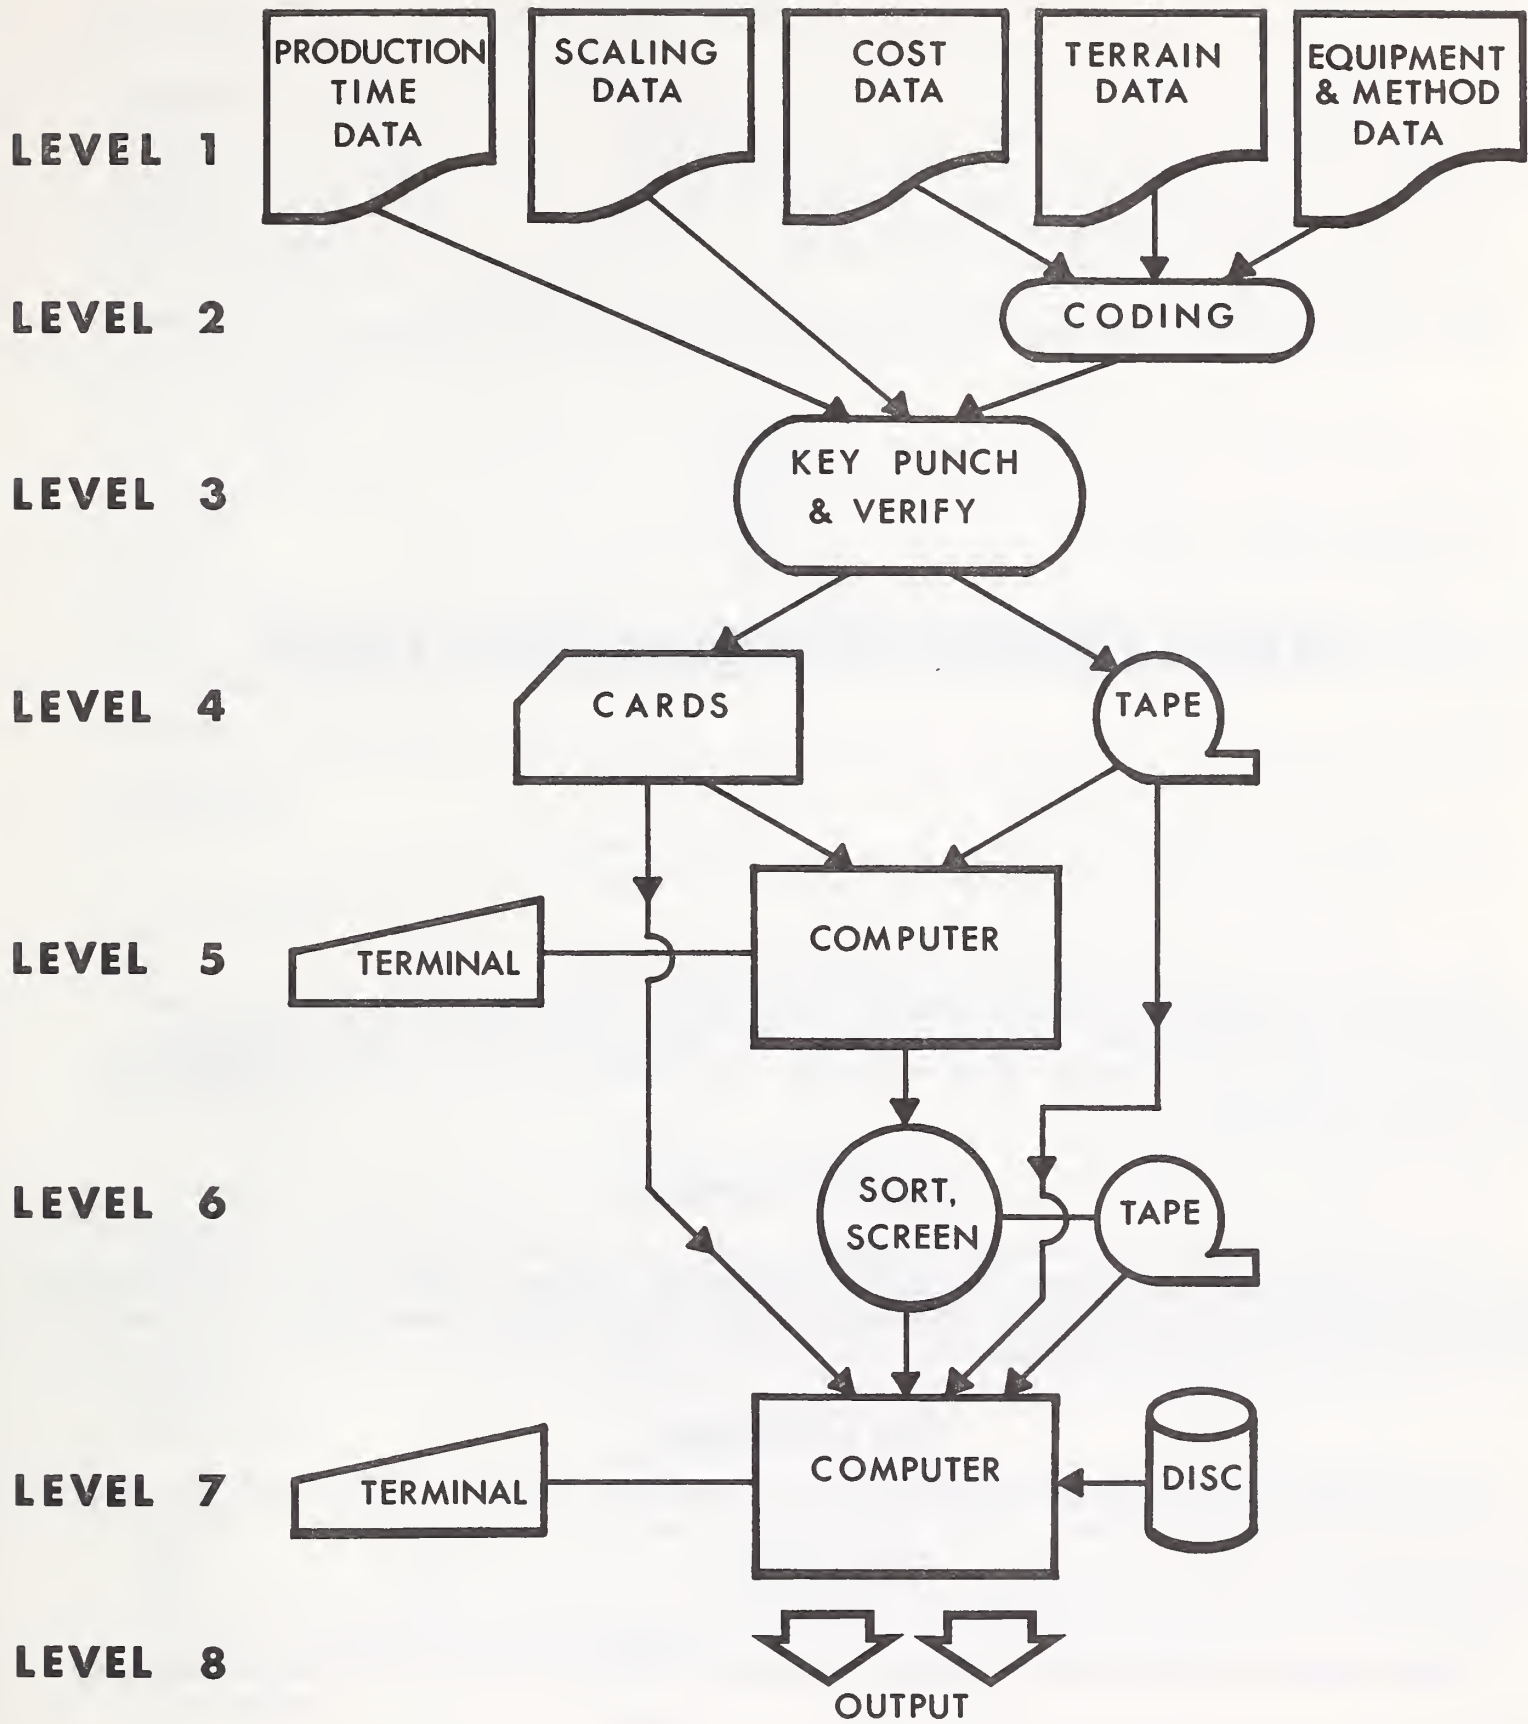 PRODUCTION
TIME
DATA
SCALING
DATA
COST
DATA
TERRAIN
DATA
EQUIPMENT
& METHOD
DATA
LEVEL 1
LEVEL 2
CODING
LEVEL 3
KEY PUNCH
& VERIFY
LEVEL 4
CARDS
TAPE
LEVEL 5
TERMINAL
COMPUTER
LEVEL 6
SORT,
SCREEN
TAPE
LEVEL 7
TERMINAL
COMPUTER
DISC
LEVEL 8
OUTPUT